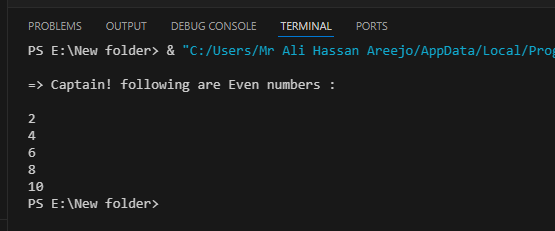 PROBLEMS OUTPUT DEBUG CONSOLE TERMINAL PORTS
PS E:\New folder> & "C:/Users/Mr Ali Hassan Areejo/AppData/Local/Prog
=> Captain! following are Even numbers :
2
4
6
8
10
PS E:\New folder>